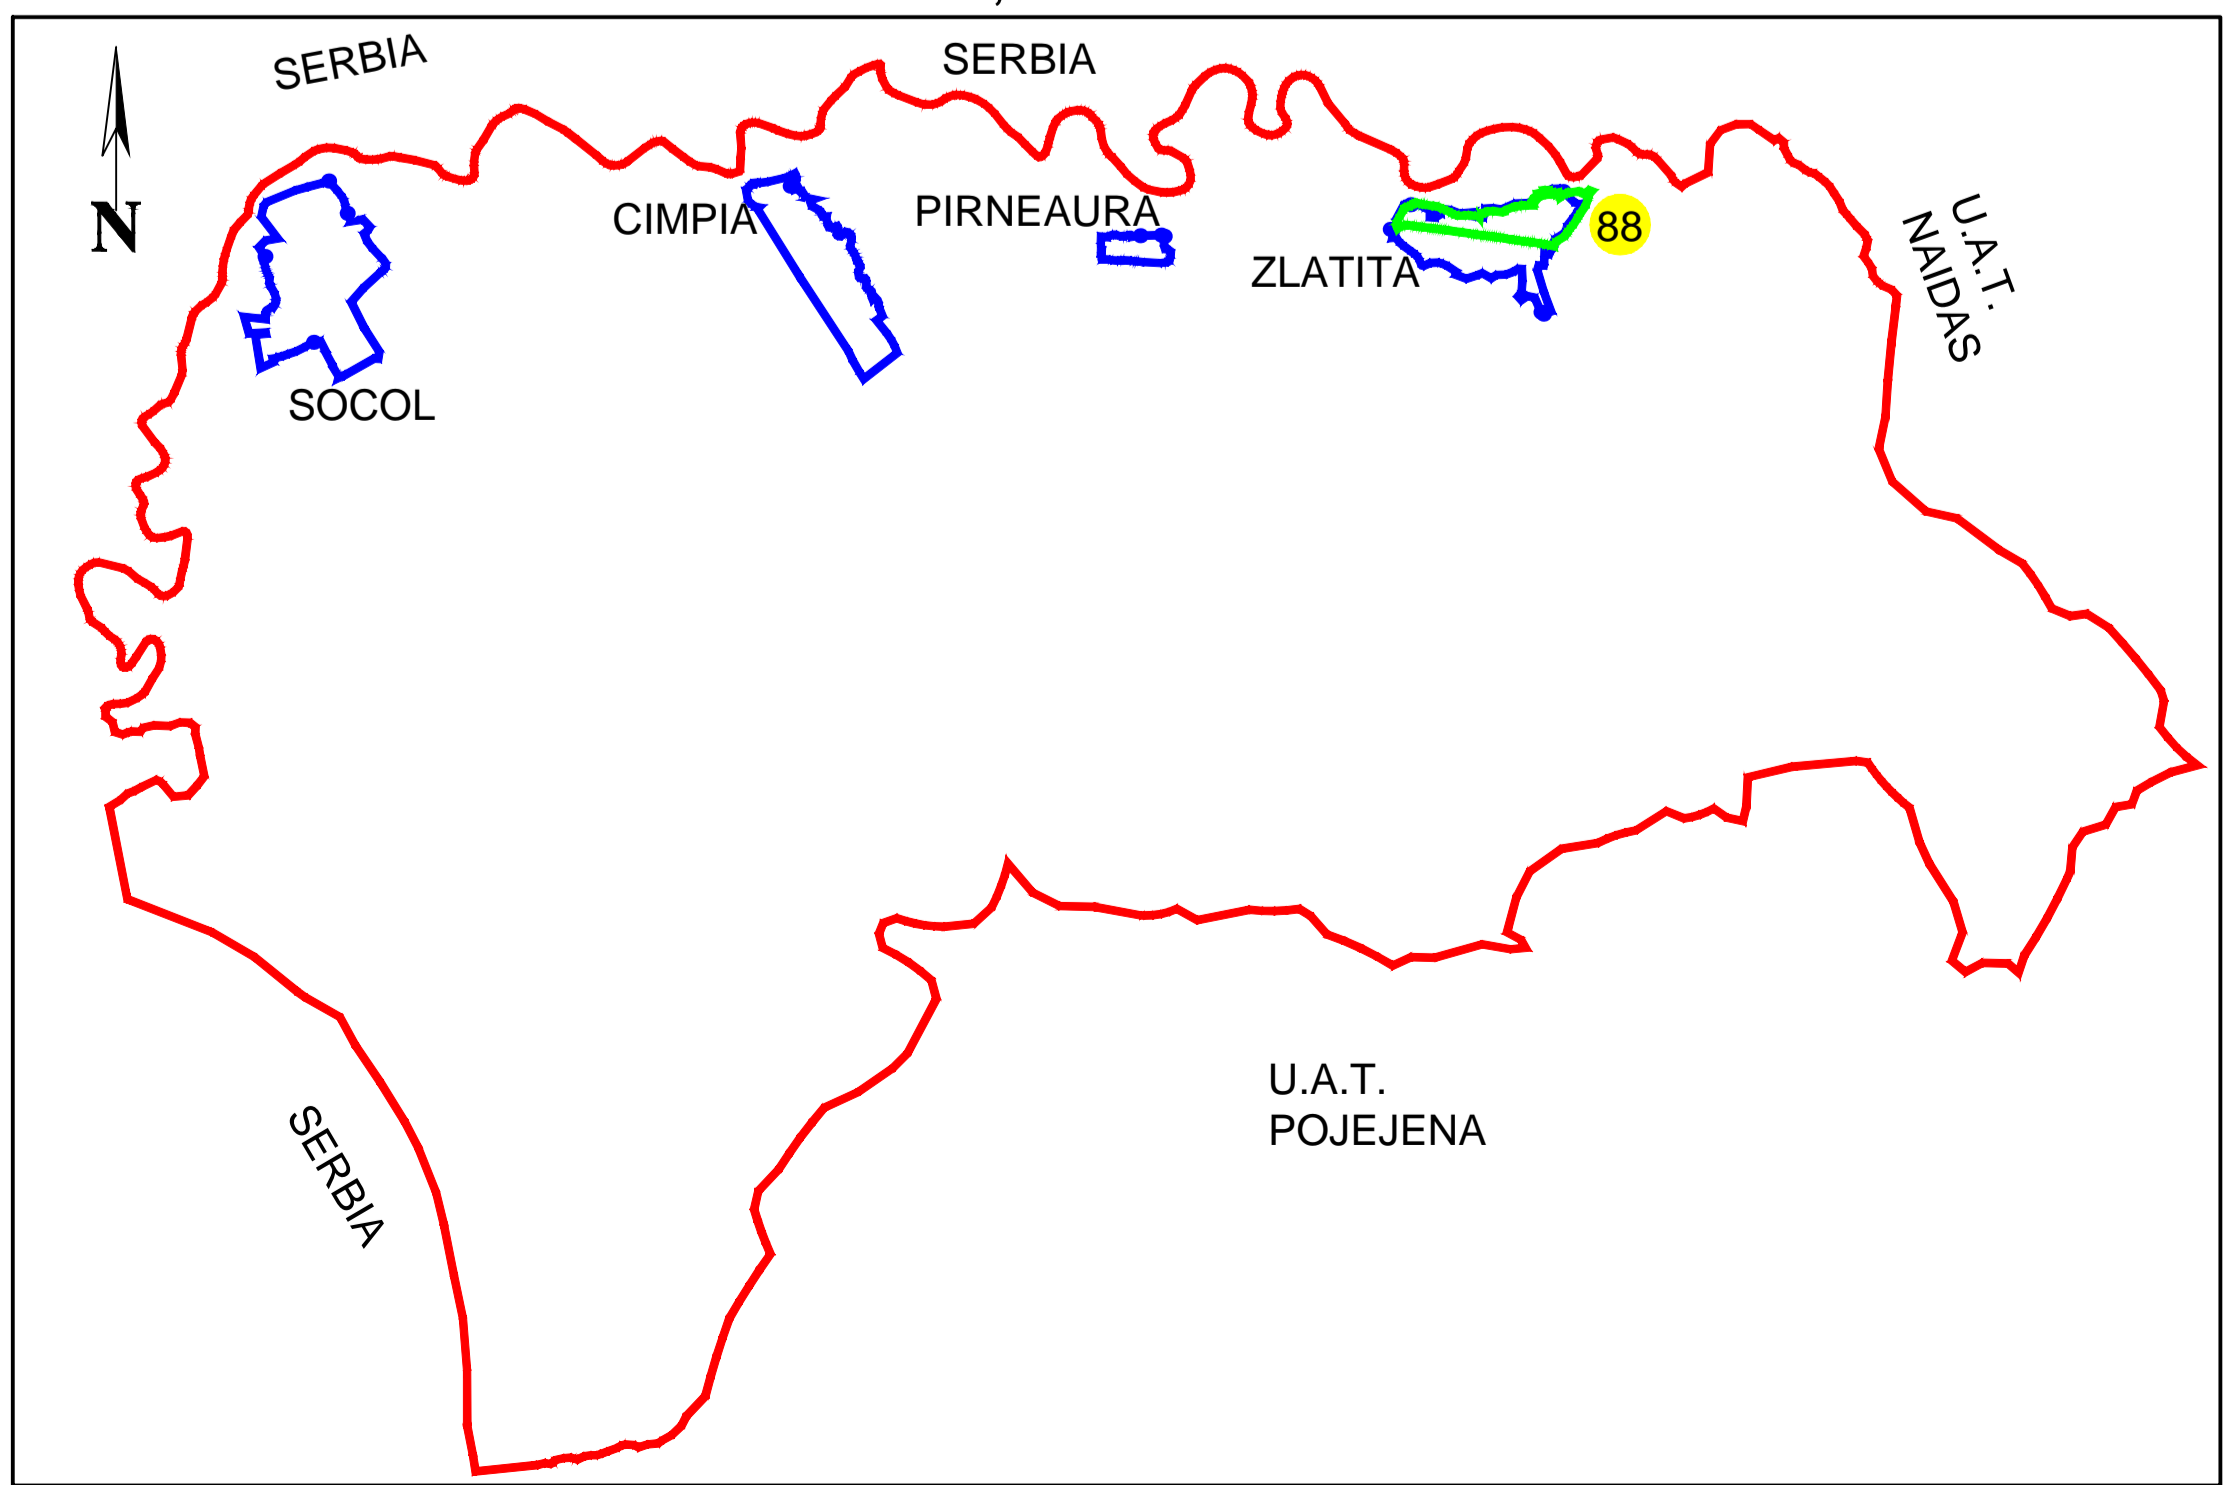 SERBIA
SERBIA
N
CIMPIA
PIRNEAURA
88
ZLATITA
U.A.T.
NAIDAS
SOCOL
U.A.T.
POJEJENA
SERBIA